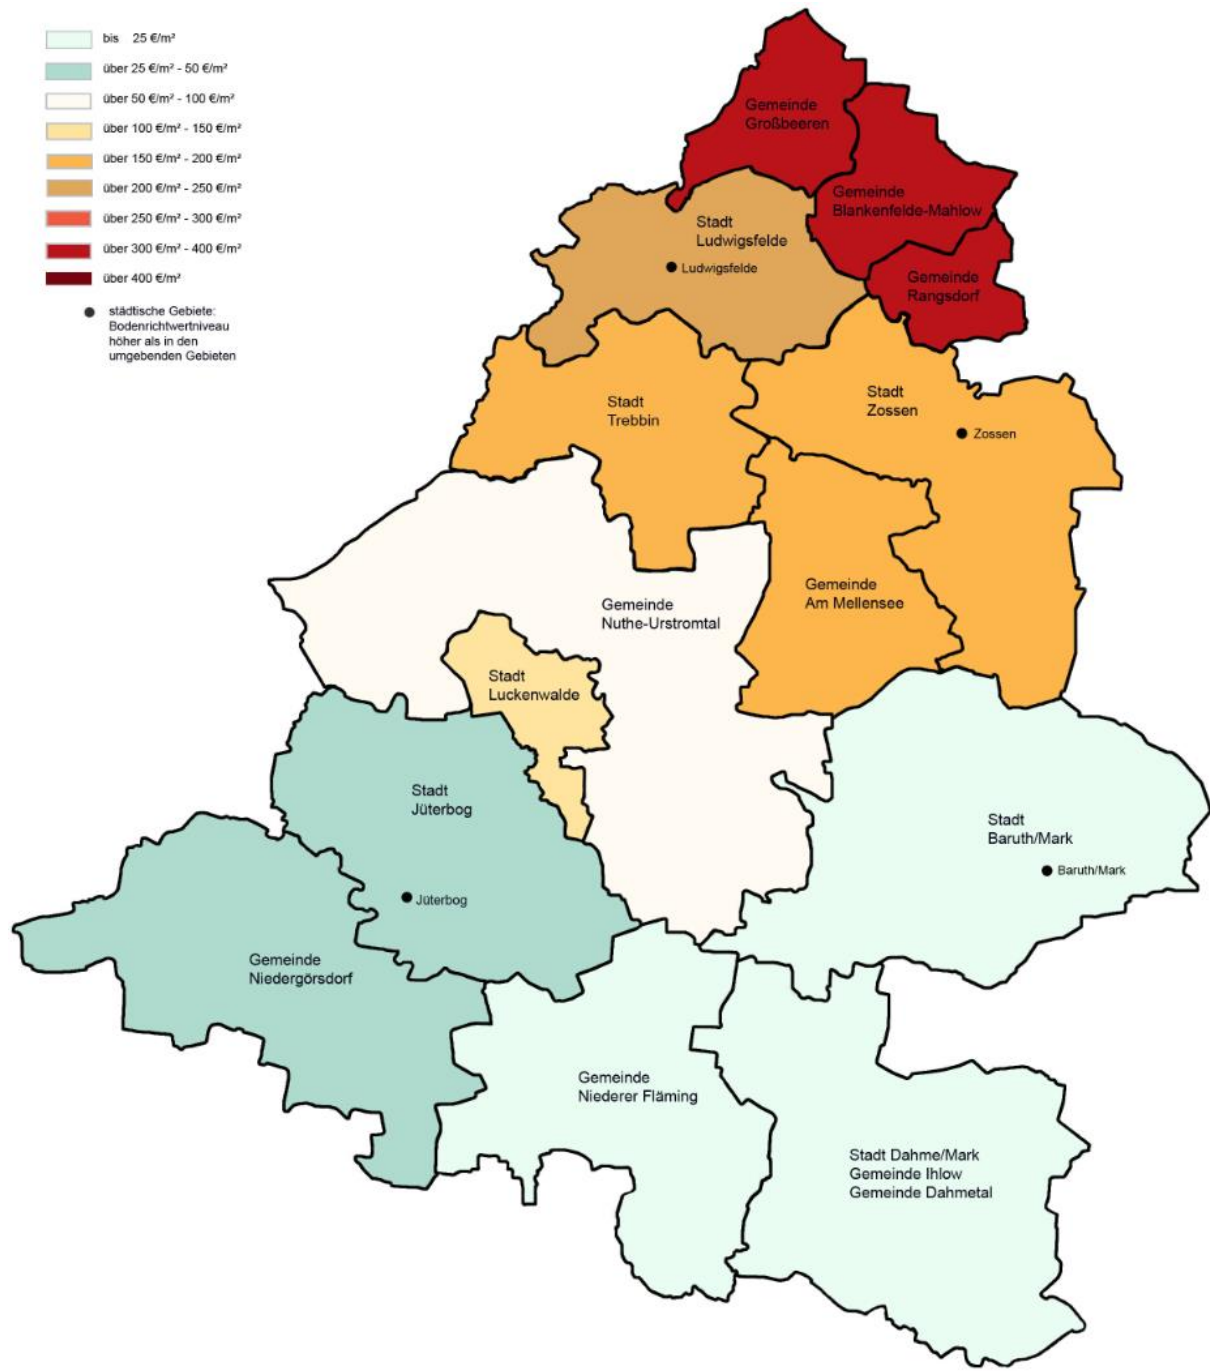 bis 25 €/m²
über 25 €/m² - 50 €/m²
über 50 €/m² - 100 €/m²
über 100 €/m² - 150 €/m²
über 150 €/m² - 200 €/m²
über 200 €/m² - 250 €/m²
über 250 €/m² - 300 €/m²
über 300 €/m² - 400 €/m²
über 400 €/m²
städtische Gebiete:
Bodenrichtwertniveau
höher als in den
umgebenden Gebieten
Gemeinde
Großbeeren
Gemeinde
Blankenfelde-Mahlow
Stadt
Ludwigsfelde
Ludwigsfelde
Gemeinde
Rangsdorf
Stadt
Trebbin
Stadt
Zossen
Zossen
Gemeinde
Am Mellensee
Gemeinde
Nuthe-Urstromtal
Stadt
Luckenwalde
Stadt
Jüterbog
Jüterbog
Stadt
Baruth/Mark
Baruth/Mark
Gemeinde
Niedergörsdorf
Gemeinde
Niederer Fläming
Stadt Dahme/Mark
Gemeinde Ihlow
Gemeinde Dahmetal